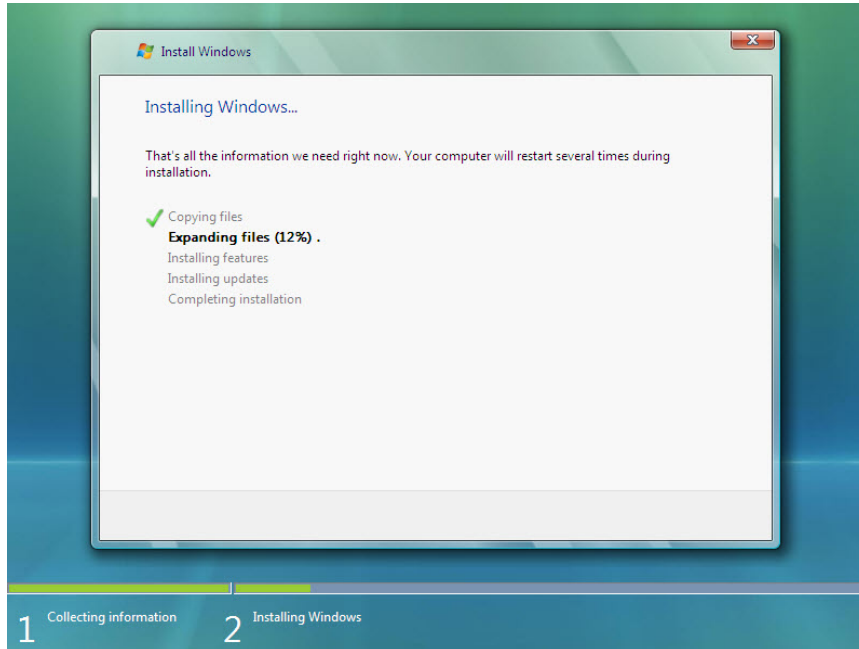 Install Windows
Installing Windows...
That's all the information we need right now. Your computer will restart several times during
installation.
Copying files
Expanding files (12%) .
Installing features
Installing updates
Completing installation
1 Collecting information 2 Installing Windows